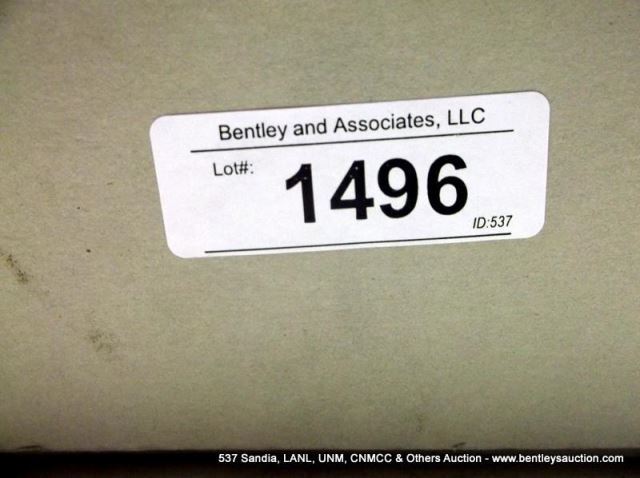 Bentley and Associates, LLC
Lot#: 1496
ID:537
537 Sandia, LANL, UNM, CNMCC & Others Auction - www.bentleysauction.com